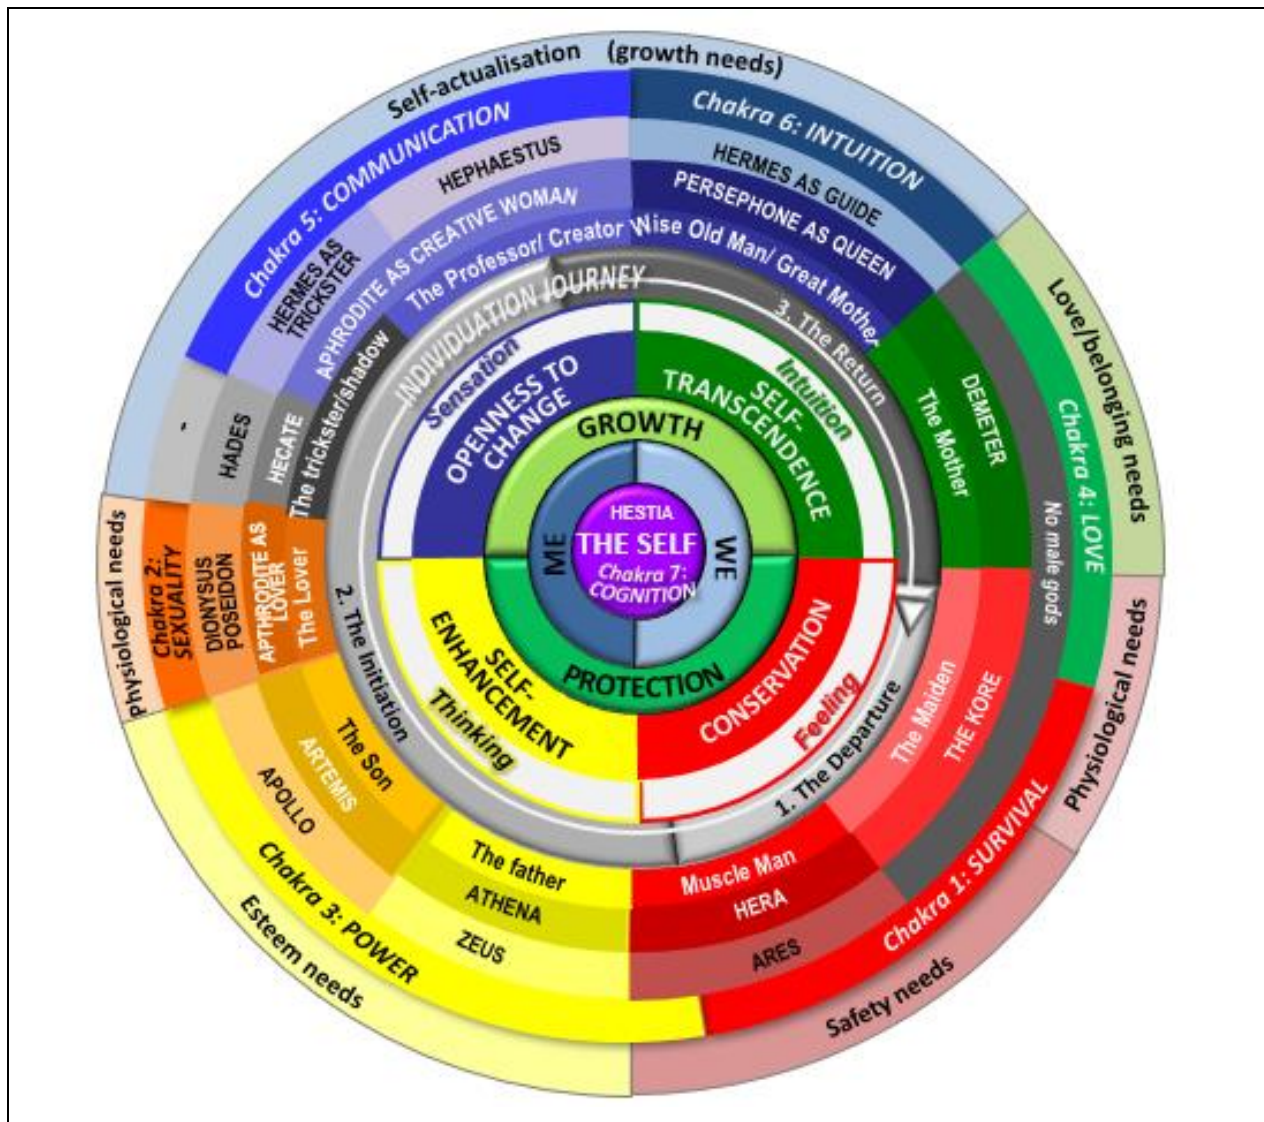 Self-actualisation (growth needs)
Chakra 5: COMMUNICATION
Chakra 6: INTUITION
HEPHAESTUS
HERMES AS GUIDE
HERMES AS
TRICKSTER
APHRODITE AS CREATIVE WOMAN
PERSEPHONE AS QUEEN
The Professor/ Creator
Wise Old Man/ Great Mother
Love/belonging needs
Chakra 4: LOVE
No male gods
DEMETER
The Mother
-
HADES
HECATE
The trickster/shadow
INDIVIDUATION JOURNEY
3. The Return
Sensation
OPENNESS TO
CHANGE
Intuition
SELF-
TRANSCENDENCE
GROWTH
ME
WE
HESTIA
THE SELF
Chakra 7:
COGNITION
PROTECTION
Physiological needs
Chakra 2:
SEXUALITY
DIONYSUS
POSEIDON
APTHRODITE AS
LOVER
The Lover
2. The Initiation
SELF-
ENHANCEMENT
Thinking
CONSERVATION
Feeling
1. The Departure
The Maiden
THE KORE
Physiological needs
The Son
ARTEMIS
APOLLO
Chakra 3: POWER
Esteem needs
The father
ATHENA
ZEUS
Muscle Man
HERA
ARES
Chakra 1: SURVIVAL
Safety needs